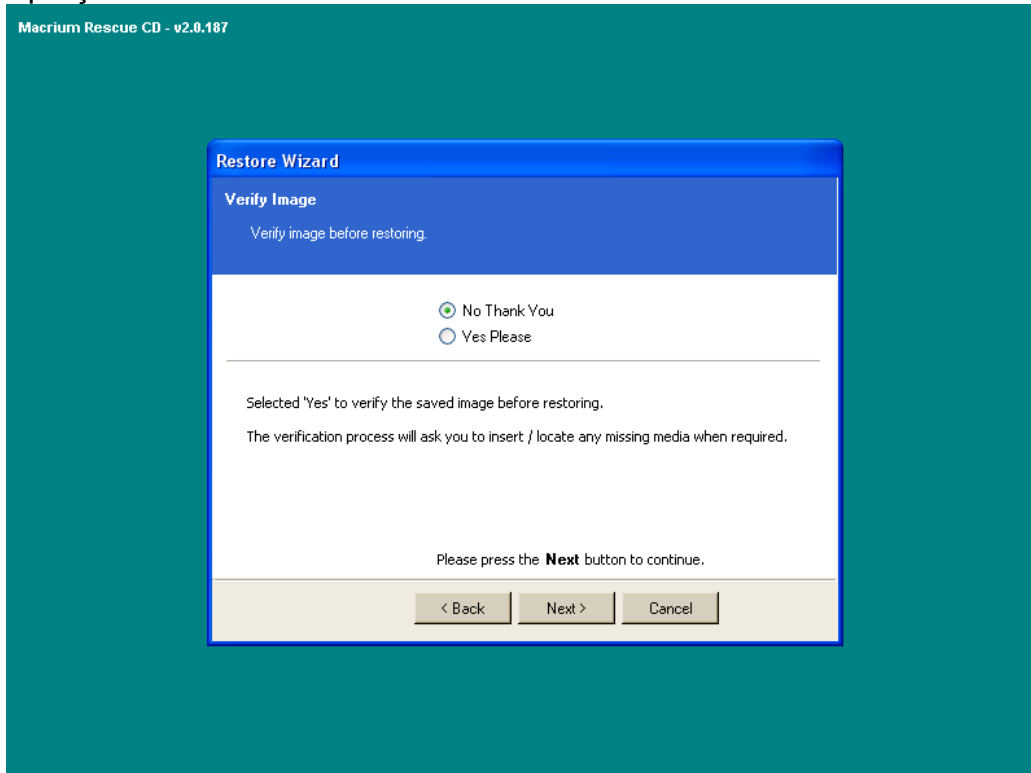 Macrium Rescue CD - v2.0.187
Restore Wizard
Verify Image
Verify image before restoring.
No Thank You
Yes Please
Selected 'Yes' to verify the saved image before restoring.
The verification process will ask you to insert / locate any missing media when required.
Please press the Next button to continue.
< Back Next > Cancel